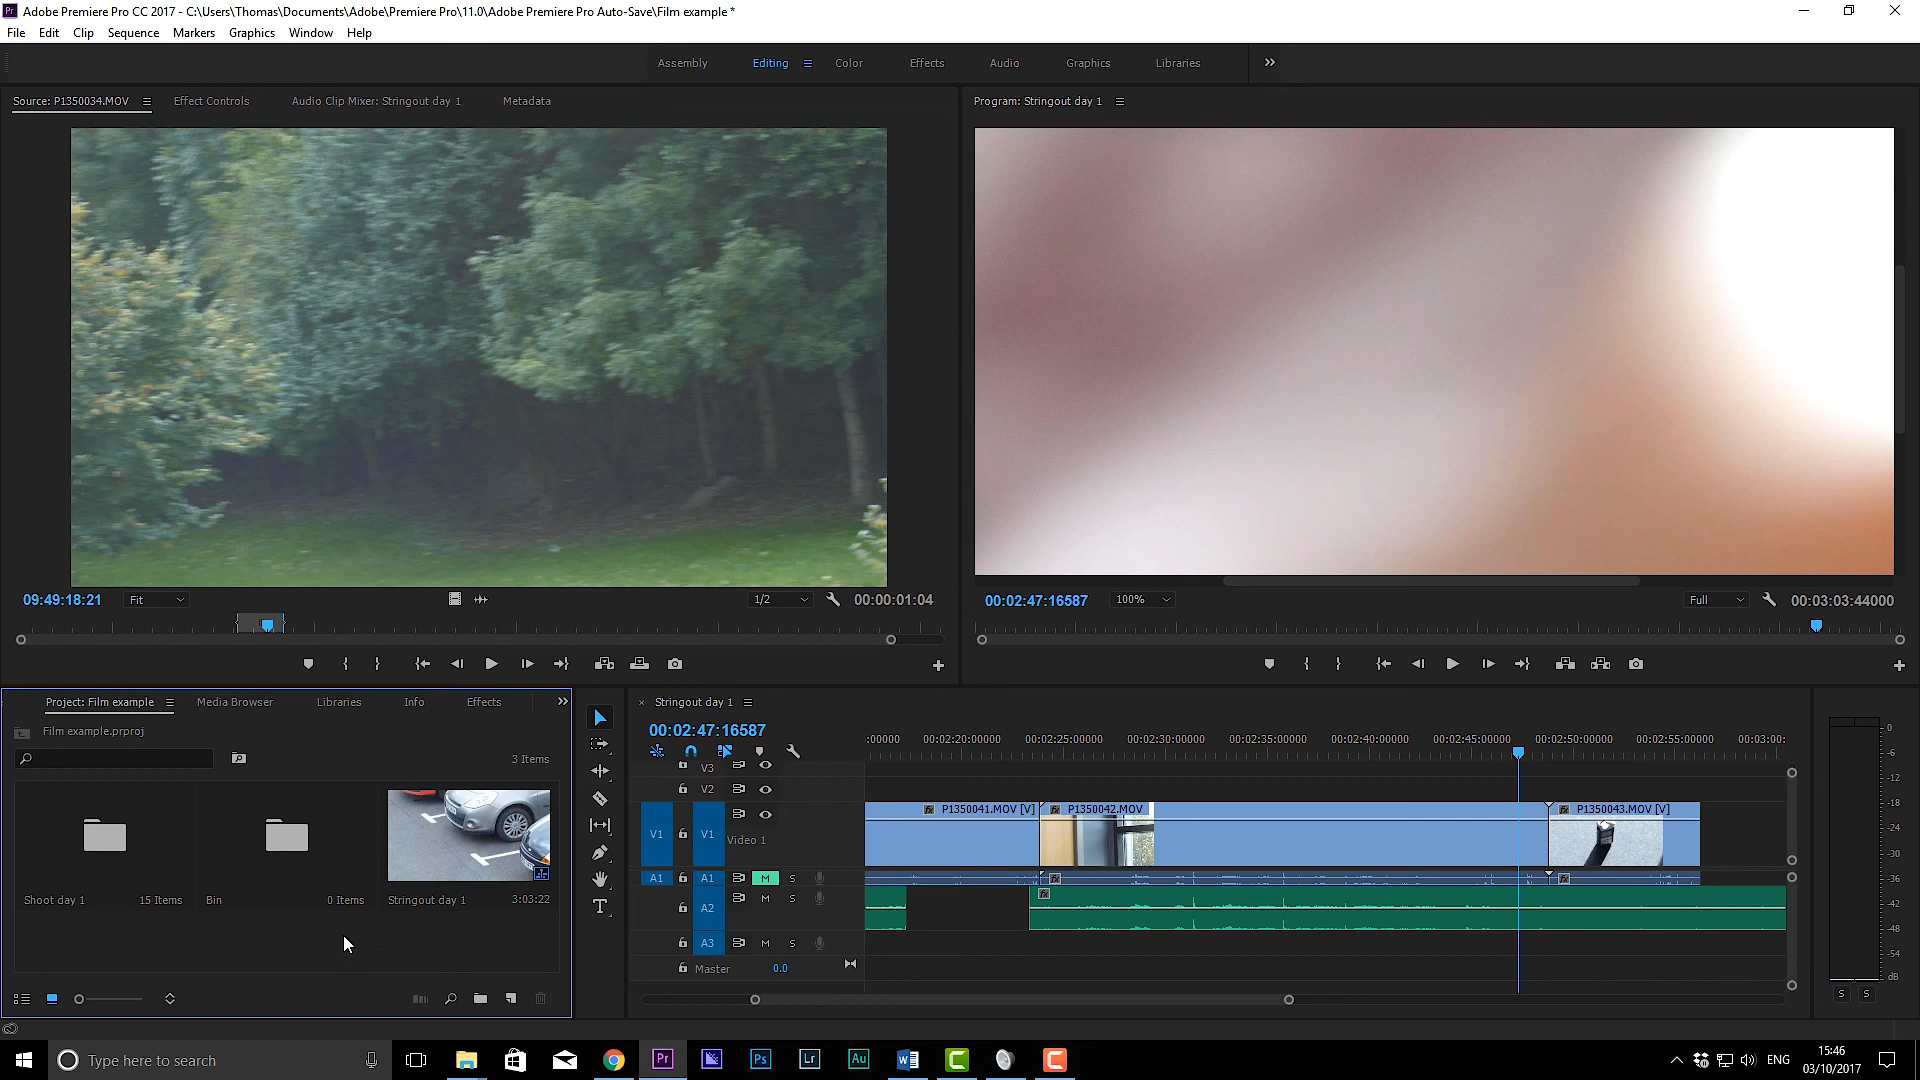 Adobe Premiere Pro CC 2017 - C:\Users\Thomas\Documents\Adobe\Premiere Pro\11.0\Adobe Premiere Pro Auto-Save\Film example *
File Edit Clip Sequence Markers Graphics Window Help
Assembly Editing Color Effects Audio Graphics Libraries
Source: P1350034.MOV Effect Controls Audio Clip Mixer: Stringout day 1 Metadata
Program: Stringout day 1
09:49:18:21 Fit 1/2 00:00:01:04
00:02:47:16587 100% Full 00:03:03:44000
Project: Film example Media Browser Libraries Info Effects
Film example.prproj
3 Items
Shoot day 1 15 Items
Bin 0 Items
Stringout day 1 3:03:22
Stringout day 1
00:02:47:16587
:00000 00:02:20:00000 00:02:25:00000 00:02:30:00000 00:02:35:00000 00:02:40:00000 00:02:45:00000 00:02:50:00000 00:02:55:00000 00:03:00:
V3
V2
V1 V1 Video 1
P1350041.MOV [V] P1350042.MOV P1350043.MOV [V]
A1 A1 M S
A2 M S
A3 M S
Master 0.0
0
-6
-12
-18
-24
-30
-36
-42
-48
-54
dB
S S
Type here to search
Pr Ps Lr Au
ENG
15:46
03/10/2017